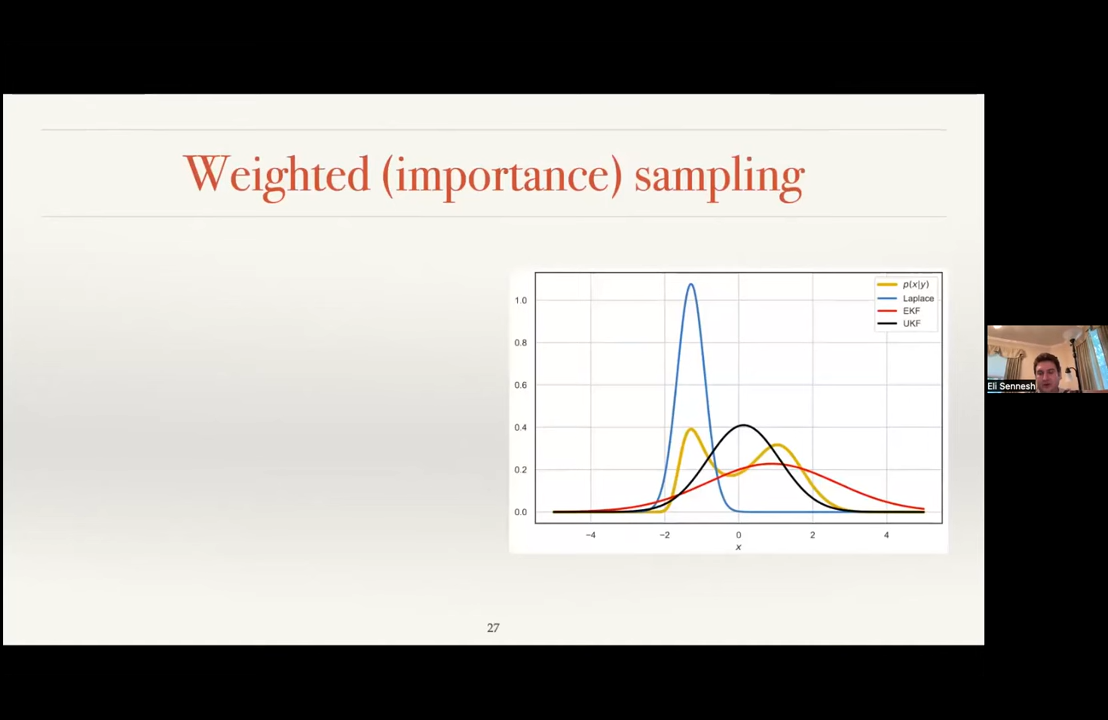 Weighted (importance) sampling
p(x|y)
Laplace
EKF
UKF
1.0
0.8
0.6
0.4
0.2
0.0
−4
−2
0
2
4
x
27
Eli Sennesh